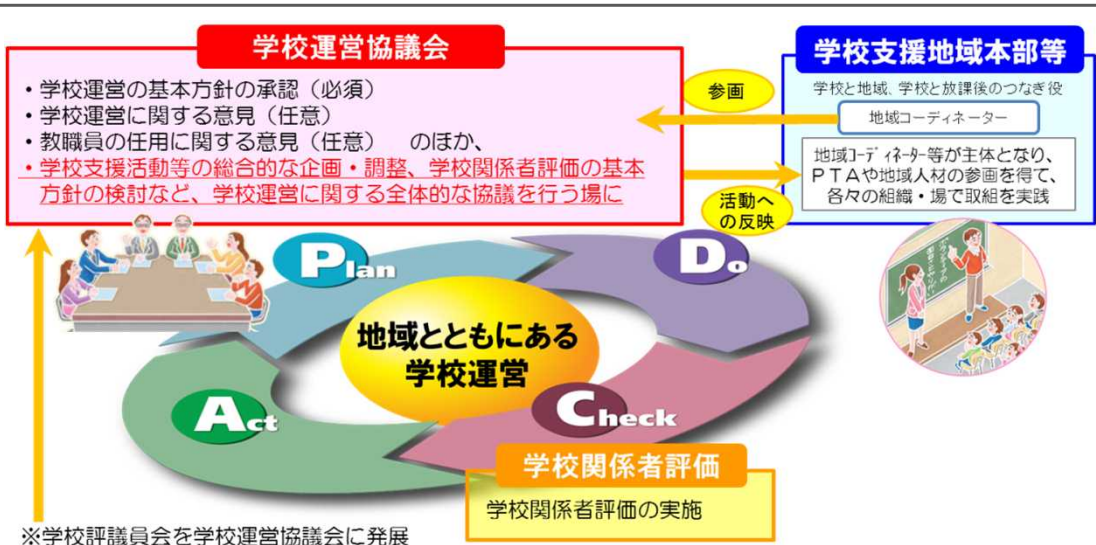 学校運営協議会
・学校運営の基本方針の承認（必須）
・学校運営に関する意見（任意）
・教職員の任用に関する意見（任意）　のほか、
・学校支援活動等の総合的な企画・調整、学校関係者評価の基本
方針の検討など、学校運営に関する全体的な協議を行う場に
参画
活動へ
の反映
学校支援地域本部等
学校と地域、学校と放課後のつなぎ役
地域コーディネーター
地域ｺｰﾃﾞｨﾈｰﾀｰ等が主体となり、
ＰＴＡや地域人材の参画を得て、
各々の組織・場で取組を実践
Plan
Do
地域とともにある
学校運営
Act
Check
学校関係者評価
学校関係者評価の実施
※学校評議員会を学校運営協議会に発展